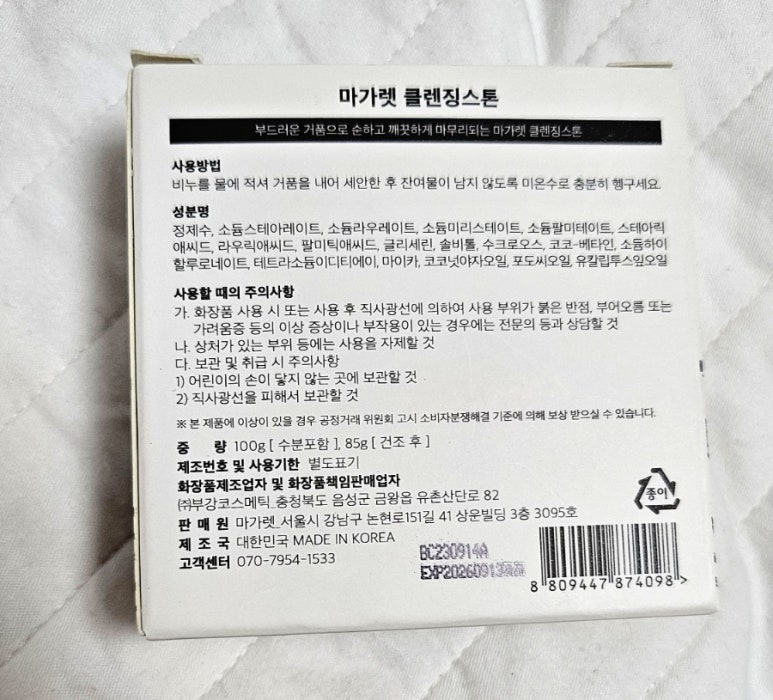 마가렛 클렌징스톤
부드러운 거품으로 순하고 깨끗하게 마무리되는 마가렛 클렌징스톤
사용방법
비누를 물에 적셔 거품을 내어 세안한 후 잔여물이 남지 않도록 미온수로 충분히 헹구세요.
성분명
정제수, 소듐스테아레이트, 소듐라우레이트, 소듐미리스테이트, 소듐팔미테이트, 스테아릭
애씨드, 라우릭애씨드, 팔미틱애씨드, 글리세린, 솔비톨, 수크로오스, 코코-베타인, 소듐하이
할루로네이트, 테트라소듐이디티에이, 마이카, 코코넛야자오일, 포도씨오일, 유칼립투스잎오일
사용할 때의 주의사항
가. 화장품 사용 시 또는 사용 후 직사광선에 의하여 사용 부위가 붉은 반점, 부어오름 또는
가려움증 등의 이상 증상이나 부작용이 있는 경우에는 전문의 등과 상담할 것
나. 상처가 있는 부위 등에는 사용을 자제할 것
다. 보관 및 취급 시 주의사항
1) 어린이의 손이 닿지 않는 곳에 보관할 것
2) 직사광선을 피해서 보관할 것
※ 본 제품에 이상이 있을 경우 공정거래 위원회 고시 소비자분쟁해결 기준에 의해 보상 받으실 수 있습니다.
중 량 100g [ 수분포함 ], 85g [ 건조 후 ]
제조번호 및 사용기한 별도표기
화장품제조업자 및 화장품책임판매업자
㈜부강코스메틱_충청북도 음성군 금왕읍 유촌산단로 82
판 매 원 마가렛_서울시 강남구 논현로151길 41 상운빌딩 3층 3095호
제 조 국 대한민국 MADE IN KOREA
고객센터 070-7954-1533
종이
BC230914A
EXP20260913까지
8 809447 874098 >